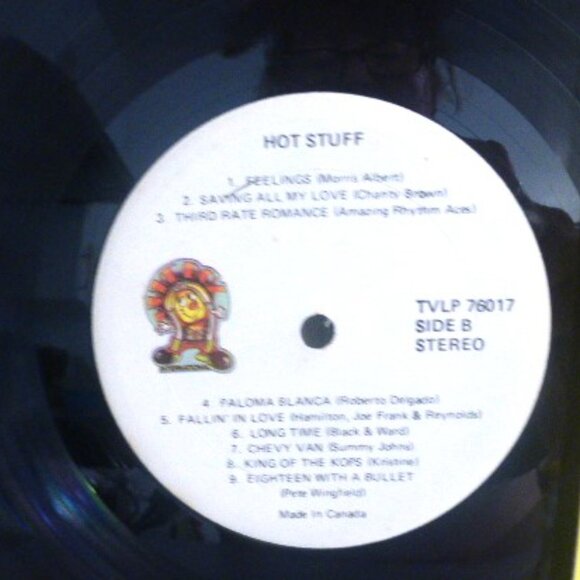 HOT STUFF
1. FEELINGS (Morris Albert)
2. SAVING ALL MY LOVE (Charity Brown)
3. THIRD RATE ROMANCE (Amazing Rhythm Aces)
TVLP 76017
SIDE B
STEREO
INTERNATIONAL
4. PALOMA BLANCA (Roberto Delgado)
5. FALLIN' IN LOVE (Hamilton, Joe Frank & Reynolds)
6. LONG TIME (Black & Ward)
7. CHEVY VAN (Sammy Johns)
8. KING OF THE KOPS (Kristine)
9. EIGHTEEN WITH A BULLET
(Pete Wingfield)
Made In Canada